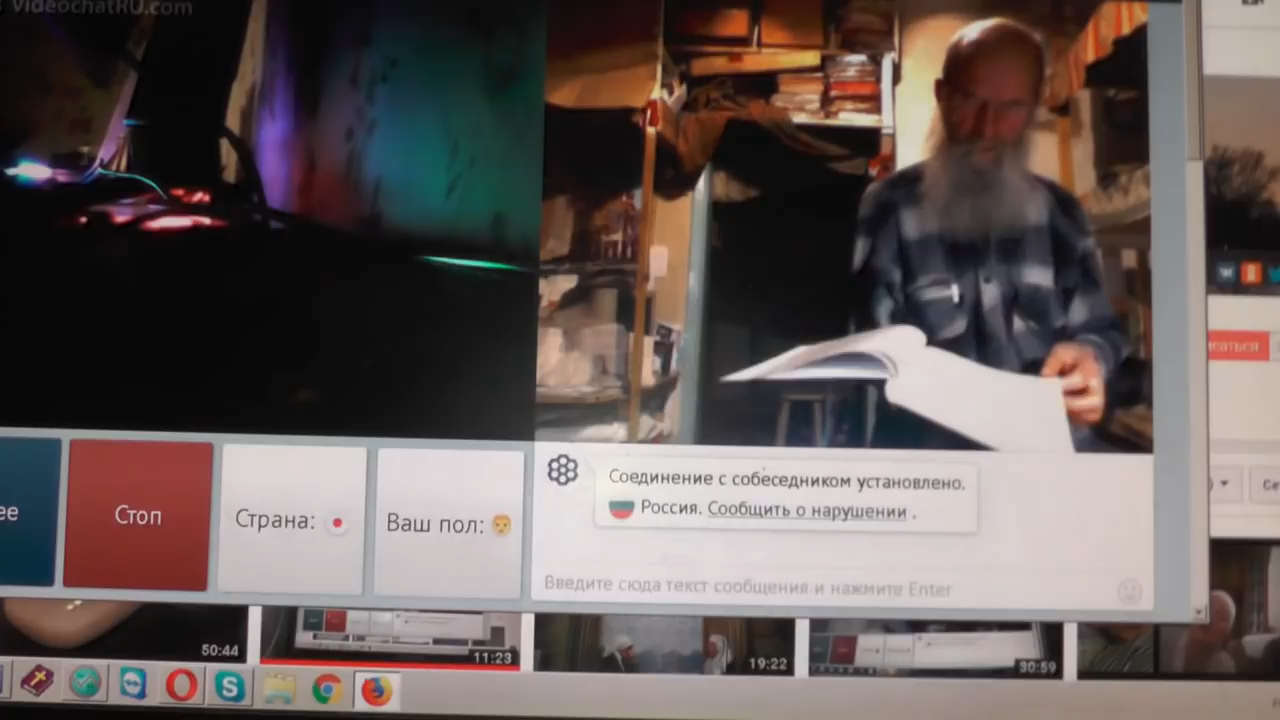 VideochatRU.com
ее
Стоп
Страна:
Ваш пол:
Соединение с собеседником установлено.
Россия. Сообщить о нарушении .
Введите сюда текст сообщения и нажмите Enter
50:44
11:23
19:22
30:59